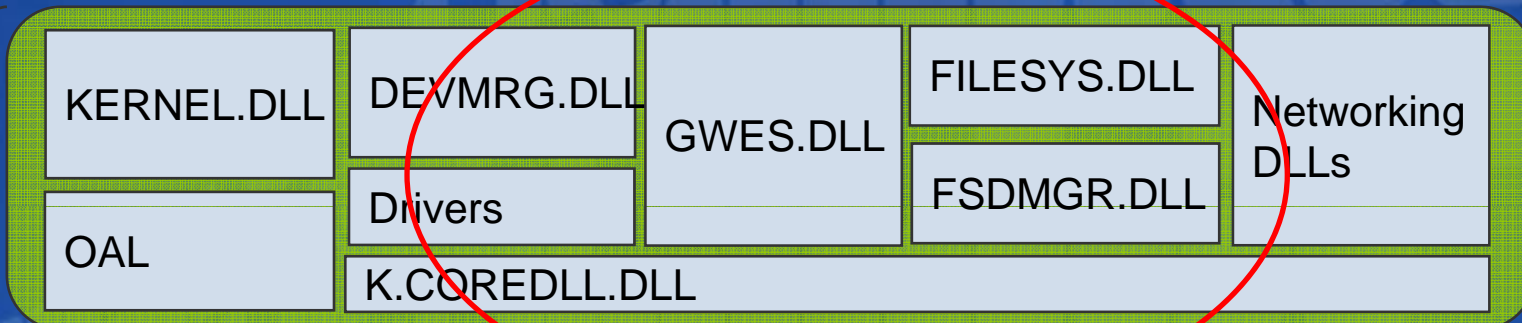 KERNEL.DLL
OAL
DEVMRG.DLL
Drivers
GWES.DLL
FILESYS.DLL
FSDMGR.DLL
Networking
DLLs
K.COREDLL.DLL